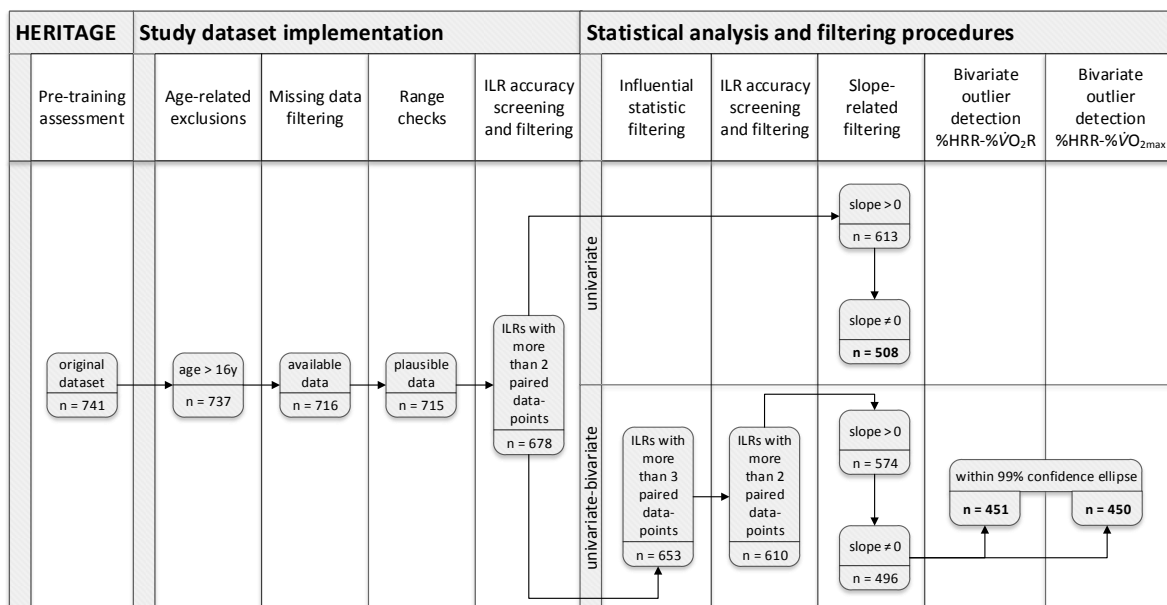 HERITAGE
Study dataset implementation
Statistical analysis and filtering procedures
Pre-training
assessment
Age-related
exclusions
Missing data
filtering
Range
checks
ILR accuracy
screening
and filtering
Influential
statistic
filtering
ILR accuracy
screening
and filtering
Slope-
related
filtering
Bivariate
outlier
detection
%HRR-%V̇O₂R
Bivariate
outlier
detection
%HRR-%V̇O₂max
univariate
slope > 0
n = 613
slope ≠ 0
n = 508
original
dataset
n = 741
age > 16y
n = 737
available
data
n = 716
plausible
data
n = 715
ILRs with
more
than 2
paired
data-
points
n = 678
univariate-bivariate
ILRs with
more
than 3
paired
data-
points
n = 653
ILRs with
more
than 2
paired
data-
points
n = 610
slope > 0
n = 574
slope ≠ 0
n = 496
within 99% confidence ellipse
n = 451
n = 450